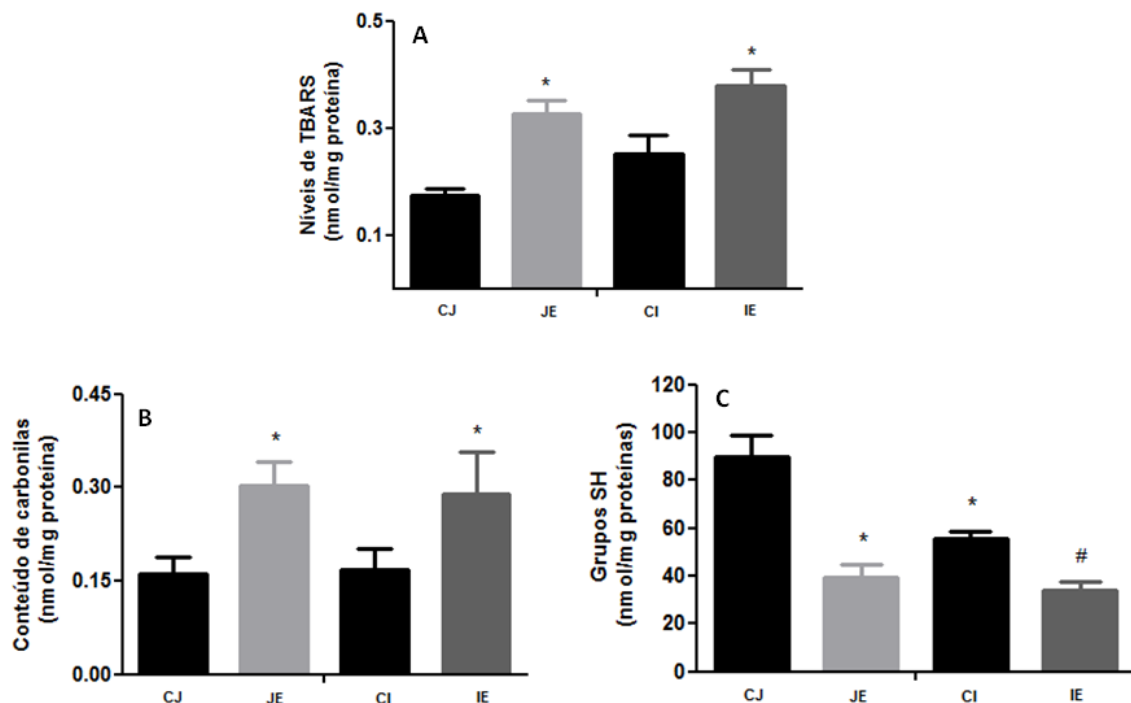 A
Níveis de TBARS
(nmol/mg proteína)
0.5
0.3
0.1
*
*
CJ JE CI IE
B
Conteúdo de carbonilas
(nmol/mg proteína)
0.45
0.30
0.15
0.00
*
*
CJ JE CI IE
C
Grupos SH
(nmol/mg proteínas)
120
100
80
60
40
20
0
*
*
#
CJ JE CI IE